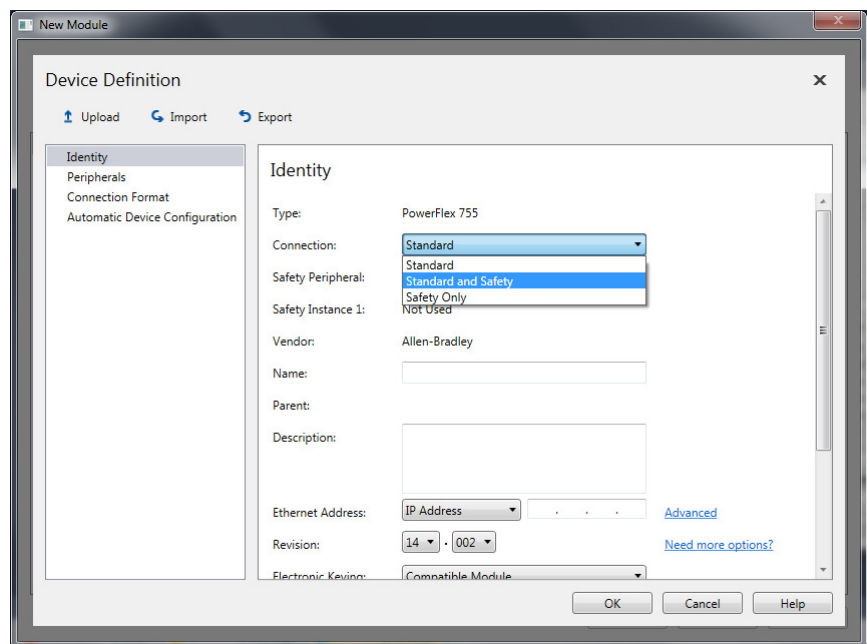 New Module
Device Definition
Upload Import Export
Identity
Peripherals
Connection Format
Automatic Device Configuration
Identity
Type: PowerFlex 755
Connection: Standard
Standard
Standard and Safety
Safety Only
Safety Peripheral:
Safety Instance 1: Not Used
Vendor: Allen-Bradley
Name:
Parent:
Description:
Ethernet Address: IP Address . . . Advanced
Revision: 14 . 002 Need more options?
Electronic Keying: Compatible Module
OK Cancel Help